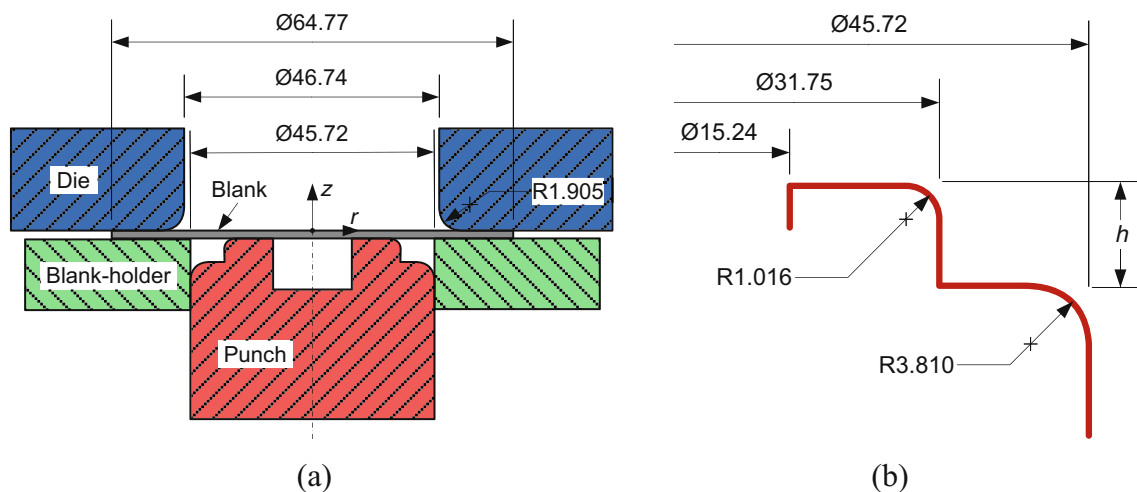 Ø64.77
Ø46.74
Ø45.72
Die
Blank
z
r
R1.905
Blank-holder
Punch
(a)
Ø45.72
Ø31.75
Ø15.24
R1.016
h
R3.810
(b)